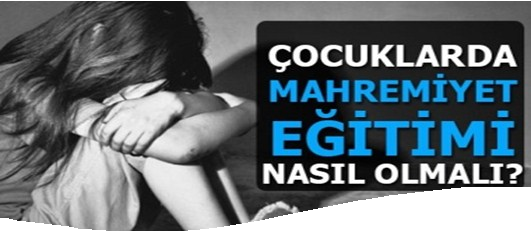 ÇOCUKLARDA
MAHREMİYET
EĞİTİMİ
NASIL OLMALI?